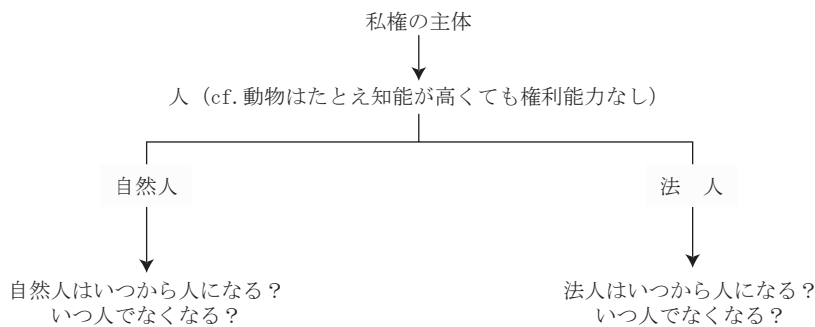 私権の主体
人（cf.動物はたとえ知能が高くても権利能力なし）
自然人
法　人
自然人はいつから人になる？
いつ人でなくなる？
法人はいつから人になる？
いつ人でなくなる？